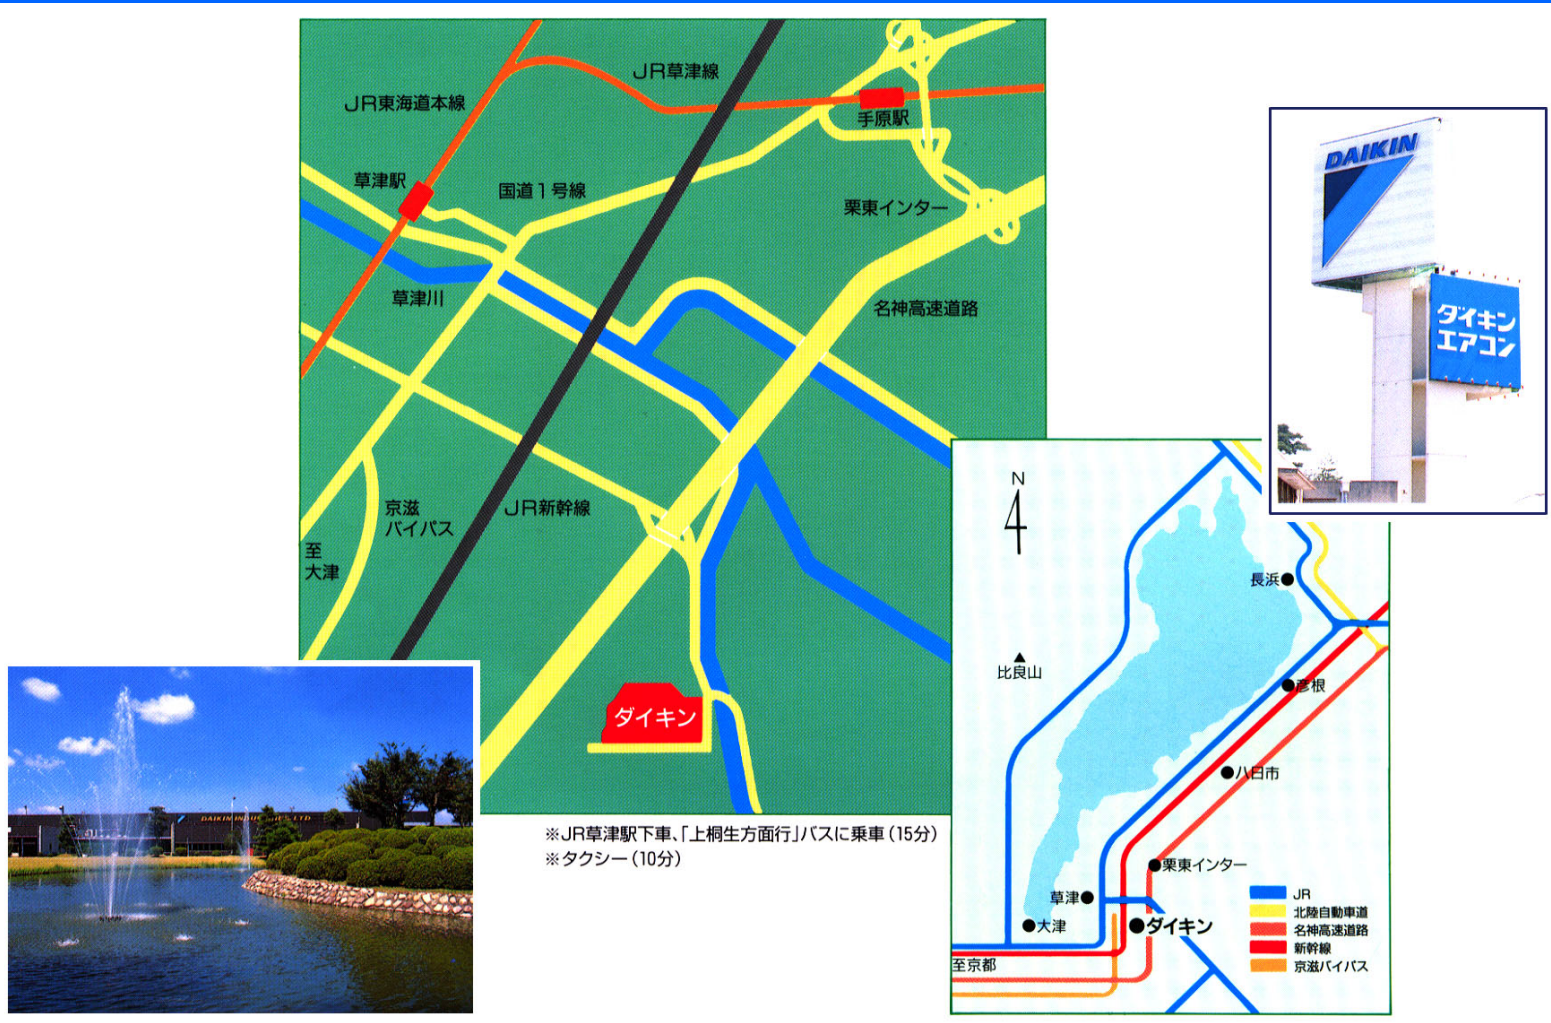 JR草津線
JR東海道本線
手原駅
草津駅
国道1号線
栗東インター
草津川
名神高速道路
京滋
バイパス
JR新幹線
至
大津
ダイキン
※JR草津駅下車、「上桐生方面行」バスに乗車(15分)
※タクシー(10分)
DAIKIN
ダイキン
エアコン
DAIKIN INDUSTRIES, LTD
N
長浜
比良山
彦根
八日市
栗東インター
草津
大津
ダイキン
至京都
JR
北陸自動車道
名神高速道路
新幹線
京滋バイパス